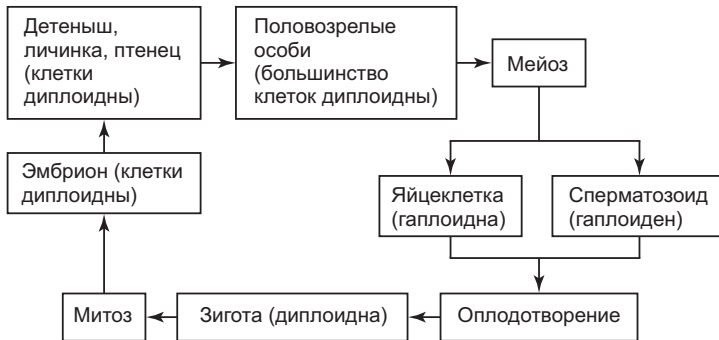 Детеныш,
личинка, птенец
(клетки
диплоидны)
Половозрелые
особи
(большинство
клеток диплоидны)
Мейоз
Эмбрион (клетки
диплоидны)
Яйцеклетка
(гаплоидна)
Сперматозоид
(гаплоиден)
Митоз
Зигота (диплоидна)
Оплодотворение